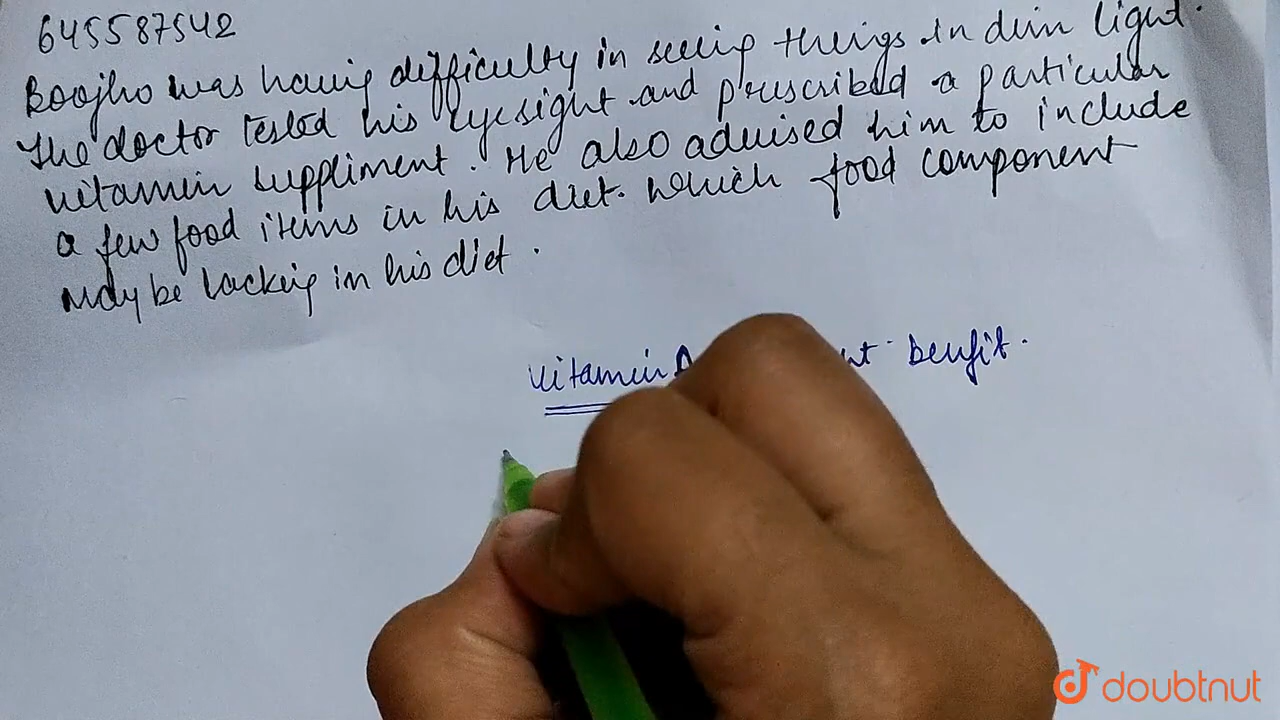 645587542
Boojho was having difficulty in seeing things in dim light.
The doctor tested his eyesight and prescribed a particular
vitamin suppliment. He also advised him to include
a few food items in his diet. which food component
may be lacking in his diet.
Vitamin A benfit.
doubtnut